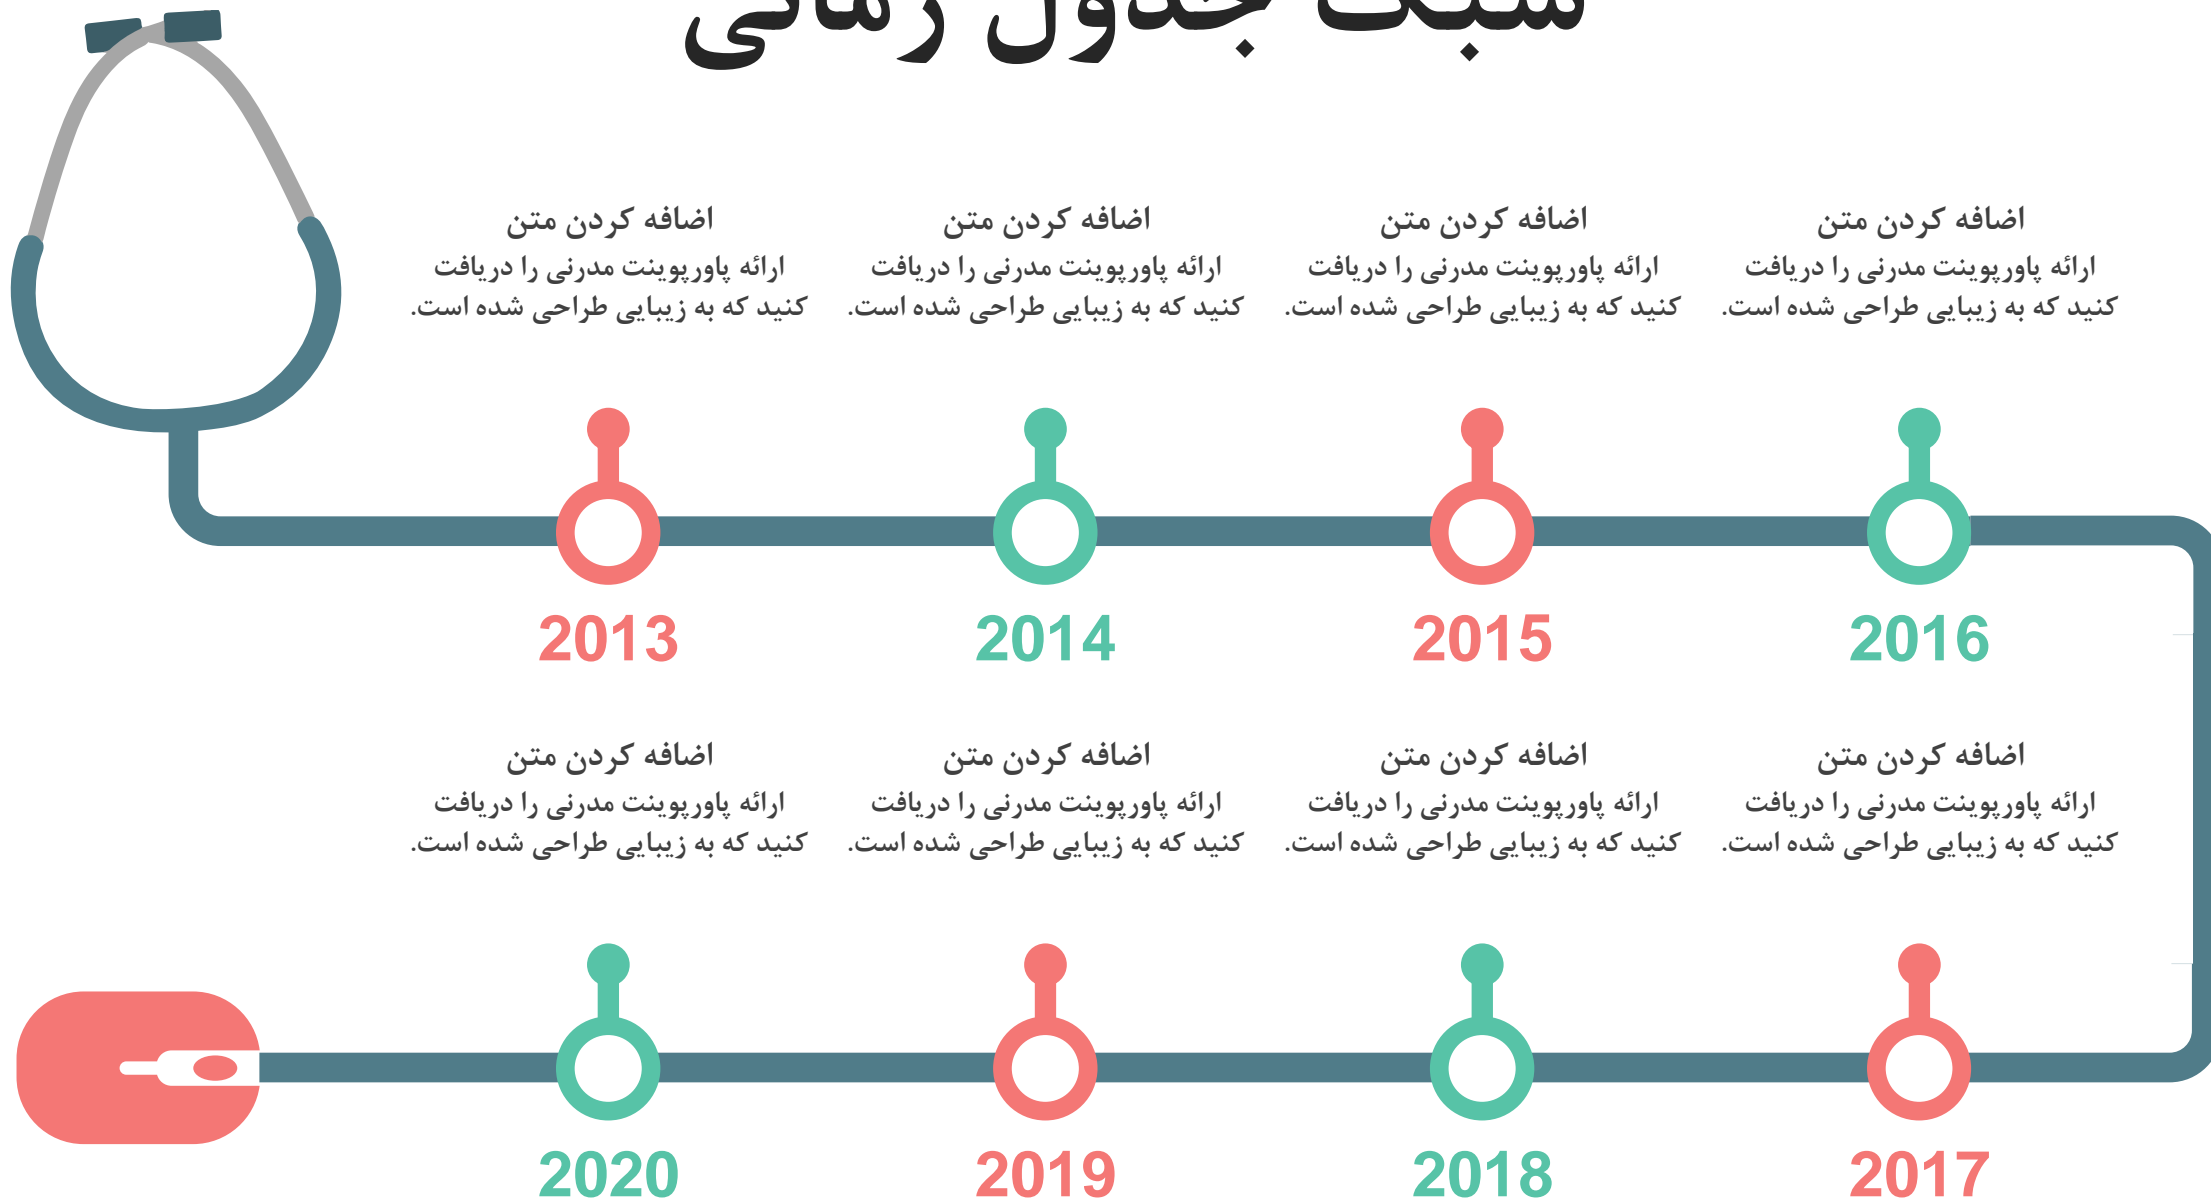 سبک جدول زمانی
اضافه کردن متن
ارائه پاورپوینت مدرنی را دریافت
کنید که به زیبایی طراحی شده است.
2013
اضافه کردن متن
ارائه پاورپوینت مدرنی را دریافت
کنید که به زیبایی طراحی شده است.
2014
اضافه کردن متن
ارائه پاورپوینت مدرنی را دریافت
کنید که به زیبایی طراحی شده است.
2015
اضافه کردن متن
ارائه پاورپوینت مدرنی را دریافت
کنید که به زیبایی طراحی شده است.
2016
اضافه کردن متن
ارائه پاورپوینت مدرنی را دریافت
کنید که به زیبایی طراحی شده است.
2017
اضافه کردن متن
ارائه پاورپوینت مدرنی را دریافت
کنید که به زیبایی طراحی شده است.
2018
اضافه کردن متن
ارائه پاورپوینت مدرنی را دریافت
کنید که به زیبایی طراحی شده است.
2019
اضافه کردن متن
ارائه پاورپوینت مدرنی را دریافت
کنید که به زیبایی طراحی شده است.
2020